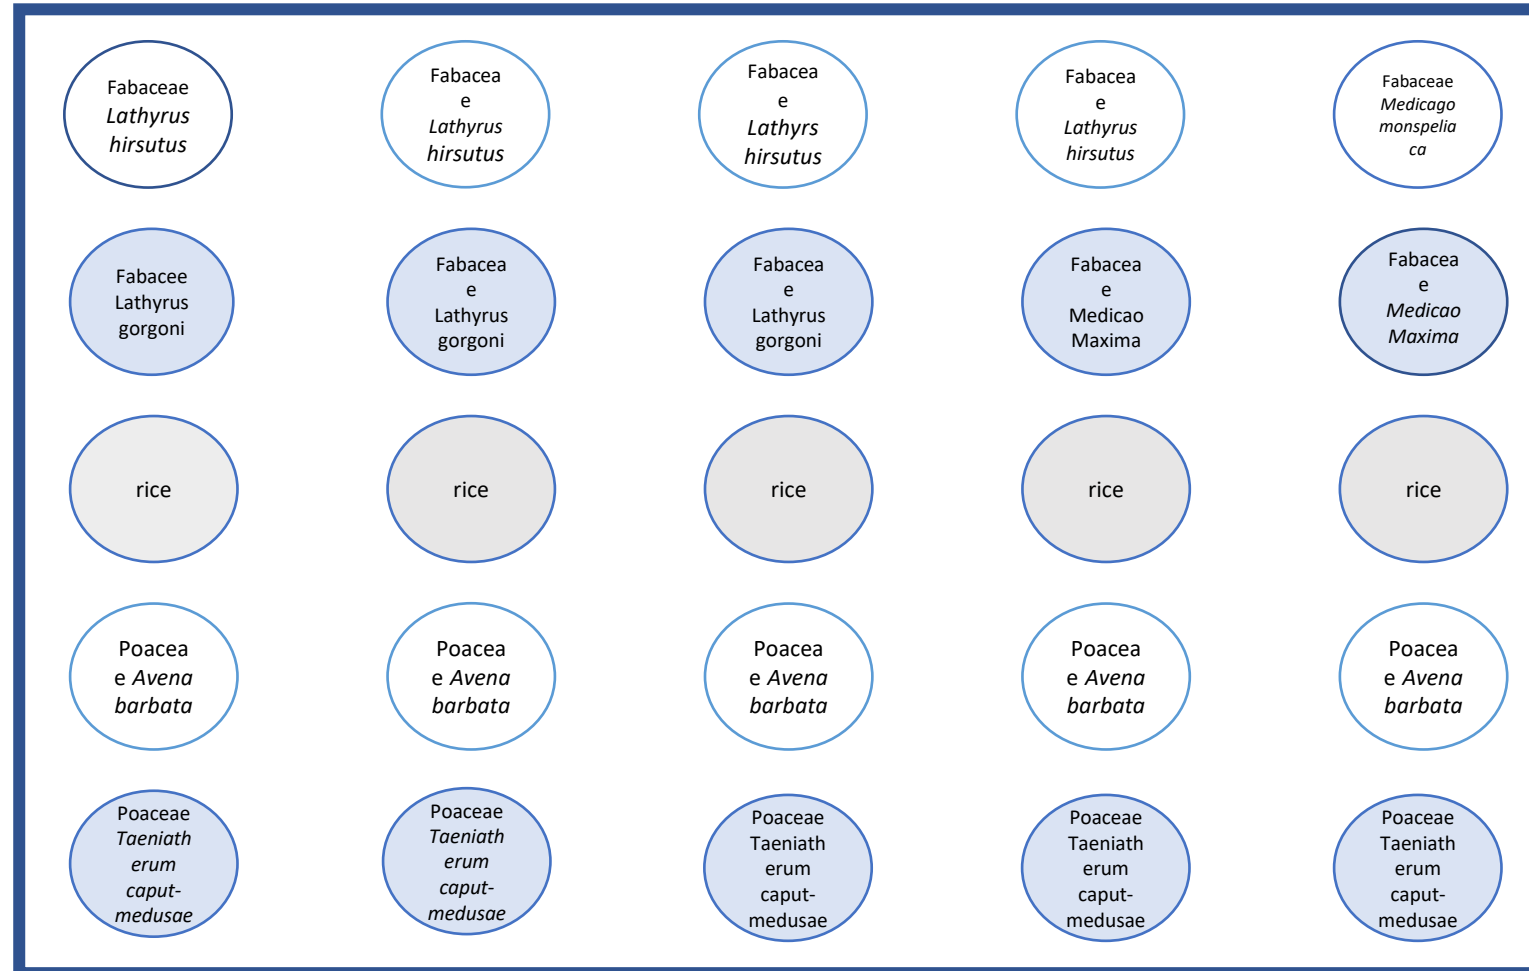 Fabaceae
Lathyrus
hirsutus
Fabacea
e
Lathyrus
hirsutus
Fabacea
e
Lathyrs
hirsutus
Fabacea
e
Lathyrus
hirsutus
Fabaceae
Medicago
monspelia
ca
Fabacee
Lathyrus
gorgoni
Fabacea
e
Lathyrus
gorgoni
Fabacea
e
Lathyrus
gorgoni
Fabacea
e
Medicao
Maxima
Fabacea
e
Medicao
Maxima
rice
rice
rice
rice
rice
Poacea
e Avena
barbata
Poacea
e Avena
barbata
Poacea
e Avena
barbata
Poacea
e Avena
barbata
Poacea
e Avena
barbata
Poaceae
Taeniath
erum
caput-
medusae
Poaceae
Taeniath
erum
caput-
medusae
Poaceae
Taeniath
erum
caput-
medusae
Poaceae
Taeniath
erum
caput-
medusae
Poaceae
Taeniath
erum
caput-
medusae